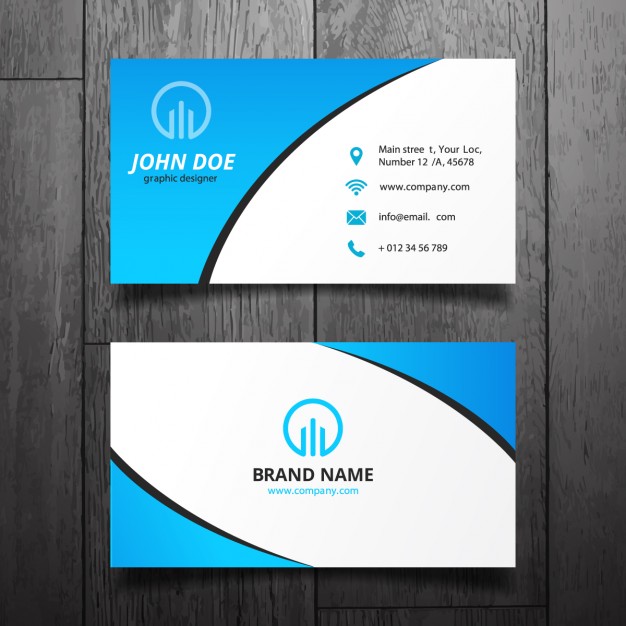 JOHN DOE
graphic designer
Main stree t, Your Loc,
Number 12 /A, 45678
www.company.com
info@email. com
+ 012 34 56 789
BRAND NAME
www.company.com